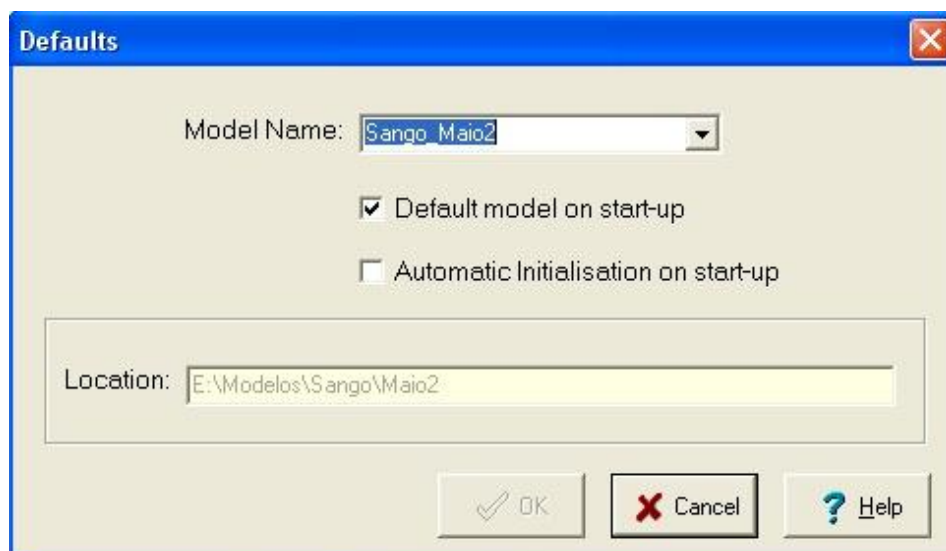 Defaults
Model Name: Sango_Maio2
Default model on start-up
Automatic Initialisation on start-up
Location: E:\Modelos\Sango\Maio2
OK Cancel Help